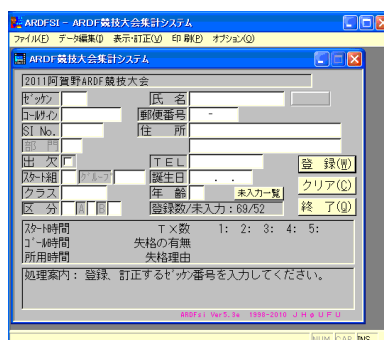 ARDFSI - ARDF競技大会集計システム
ファイル(F) データ編集(I) 表示・訂正(V) 印刷(P) オプション(O)
ARDF競技大会集計システム
2011阿賀野ARDF競技大会
ゼッケン 氏 名
コールサイン 郵便番号 -
SI No. 住 所
部 門
出 欠 TEL 登 録(W)
スタート組 グループ 誕生日 . .
クラス 年 齢 未入力一覧 クリア(C)
区 分 A B 登録数/未入力:69/52 終 了(Q)
スタート時間 TX数 1: 2: 3: 4: 5:
ゴール時間 失格の有無
所用時間 失格理由
処理案内: 登録、訂正するゼッケン番号を入力してください。
ARDFsi Ver5.3a 1998-2010 JHφUFU
NUM CAP INS